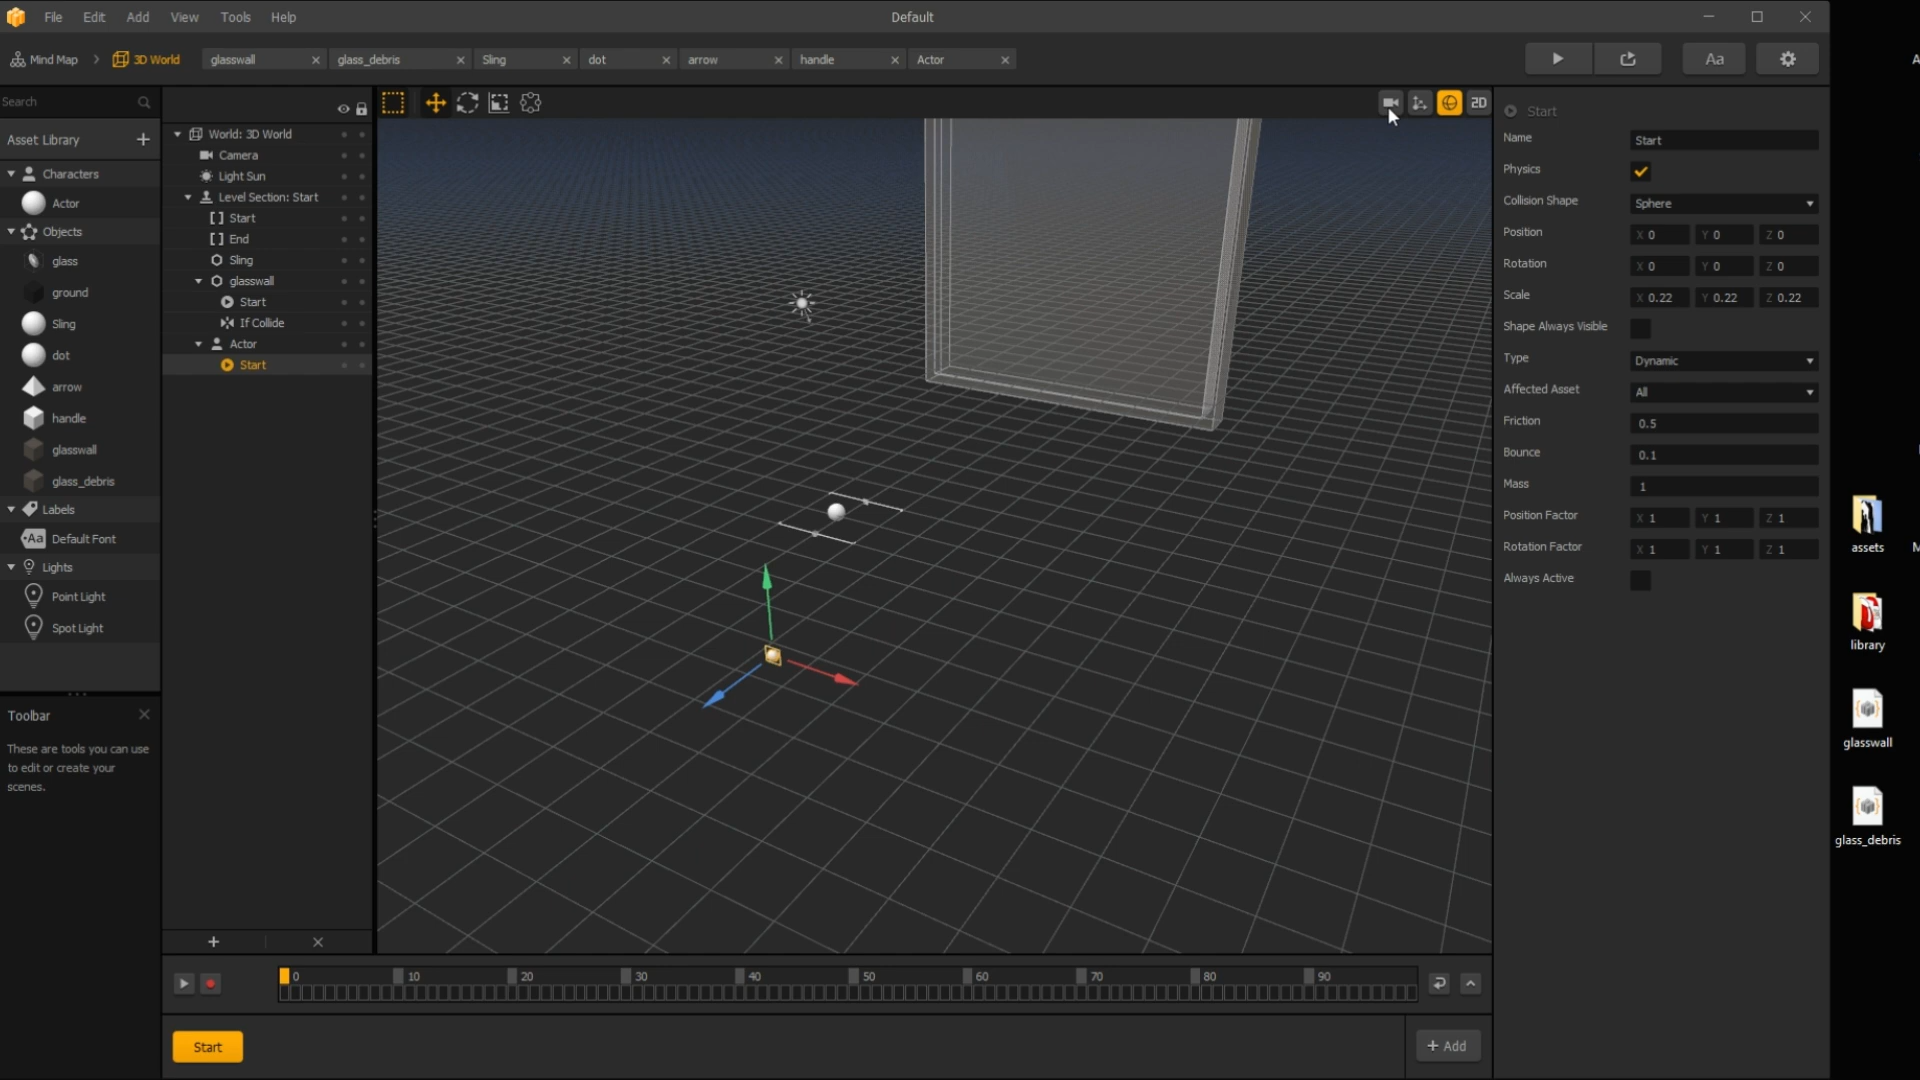 File Edit Add View Tools Help Default
Mind Map 3D World glasswall glass_debris Sling dot arrow handle Actor Aa
Search
2D
Start
Asset Library
World: 3D World
Name Start
Camera
Physics
Characters
Light Sun
Actor
Level Section: Start
Collision Shape Sphere
Objects
Start
Position X 0 Y 0 Z 0
glass
End
Rotation X 0 Y 0 Z 0
ground
Sling
Scale X 0.22 Y 0.22 Z 0.22
Sling
glasswall
Shape Always Visible
dot
Start
Type Dynamic
arrow
If Collide
Affected Asset All
handle
Actor
Friction 0.5
glasswall
Start
Bounce 0.1
glass_debris
Mass 1
Labels
Position Factor X 1 Y 1 Z 1
Aa Default Font
Rotation Factor X 1 Y 1 Z 1
Lights
Always Active
Point Light
Spot Light
assets
library
glasswall
glass_debris
Toolbar
These are tools you can use
to edit or create your
scenes.
0 10 20 30 40 50 60 70 80 90
Start
+ Add